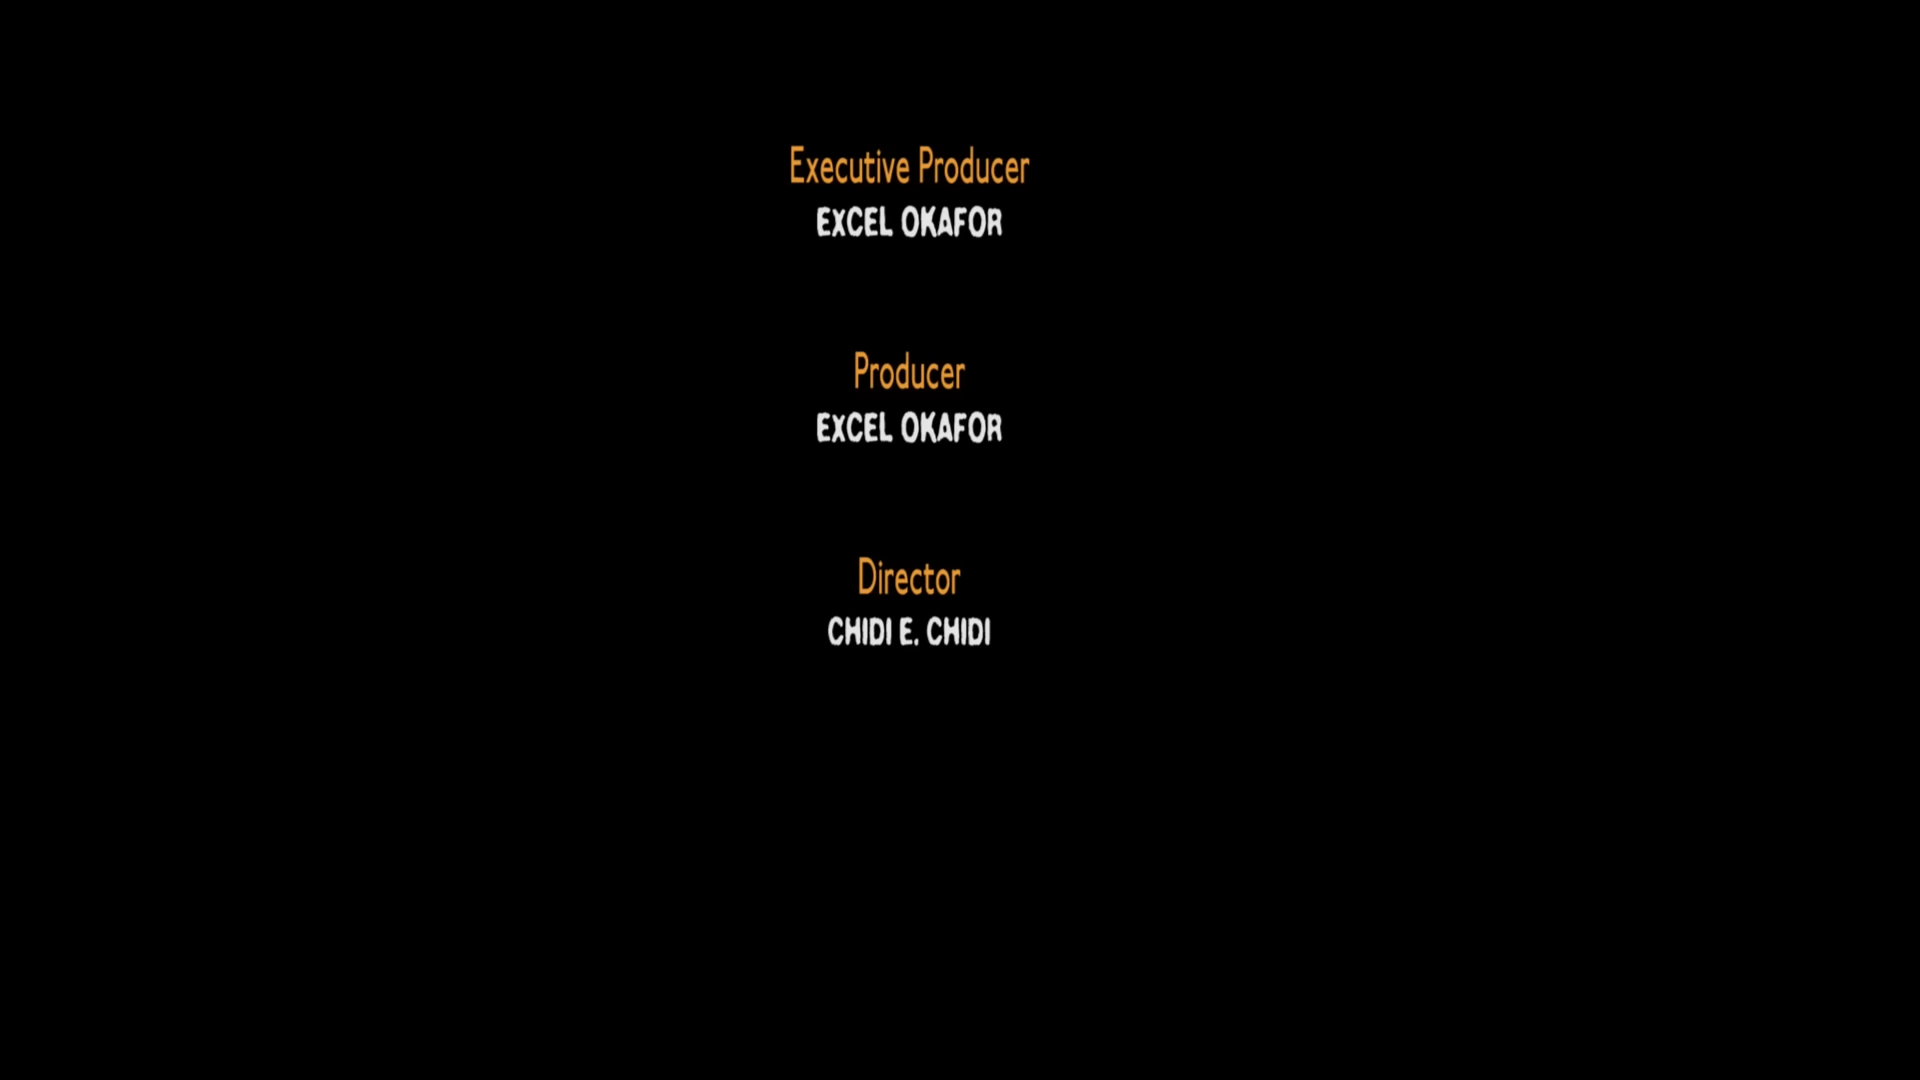 Executive Producer
EXCEL OKAFOR
Producer
EXCEL OKAFOR
Director
CHIDI E. CHIDI